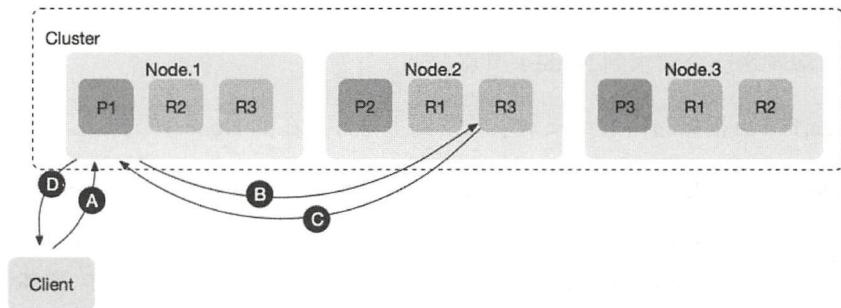 Cluster
Node.1
P1 R2 R3
Node.2
P2 R1 R3
Node.3
P3 R1 R2
D
A
B
C
Client